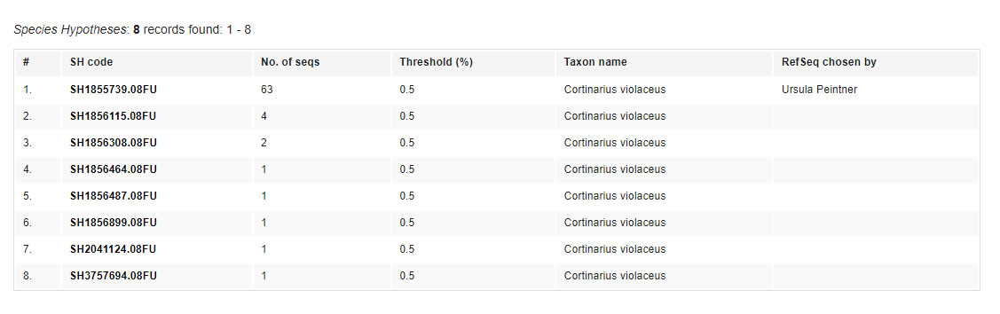 Species Hypotheses: 8 records found: 1 - 8
# SH code No. of seqs Threshold (%) Taxon name RefSeq chosen by
1. SH1855739.08FU 63 0.5 Cortinarius violaceus Ursula Peintner
2. SH1856115.08FU 4 0.5 Cortinarius violaceus
3. SH1856308.08FU 2 0.5 Cortinarius violaceus
4. SH1856464.08FU 1 0.5 Cortinarius violaceus
5. SH1856487.08FU 1 0.5 Cortinarius violaceus
6. SH1856899.08FU 1 0.5 Cortinarius violaceus
7. SH2041124.08FU 1 0.5 Cortinarius violaceus
8. SH3757694.08FU 1 0.5 Cortinarius violaceus